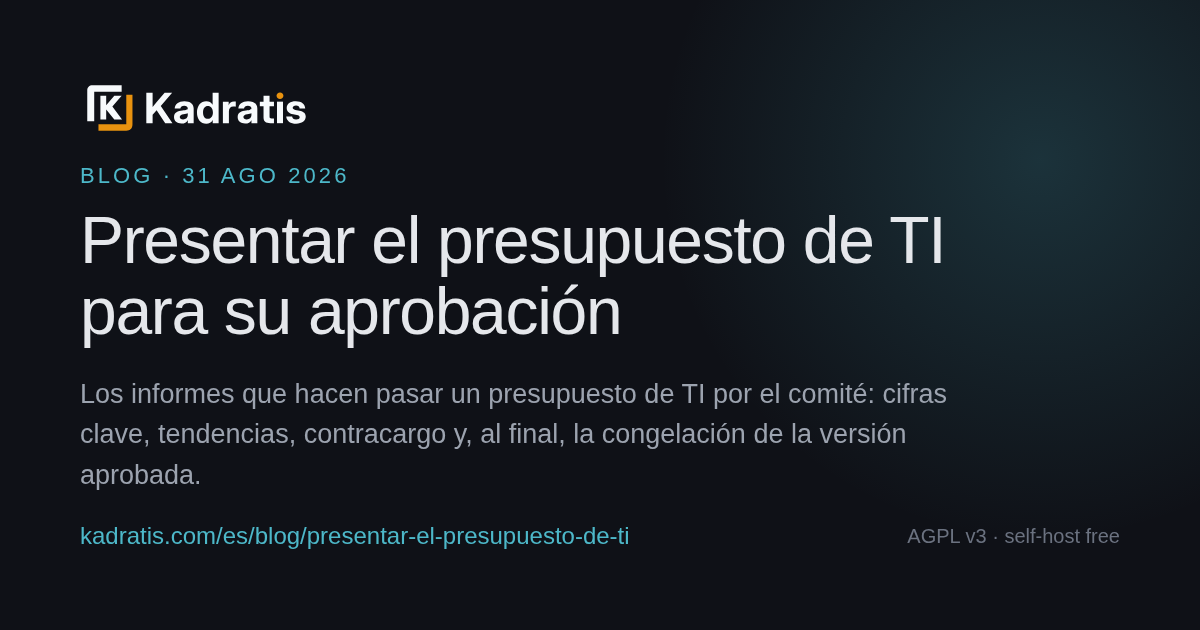 Kadratis
BLOG · 31 AGO 2026
Presentar el presupuesto de TI
para su aprobación
Los informes que hacen pasar un presupuesto de TI por el comité: cifras
clave, tendencias, contracargo y, al final, la congelación de la versión
aprobada.
kadratis.com/es/blog/presentar-el-presupuesto-de-ti
AGPL v3 · self-host free